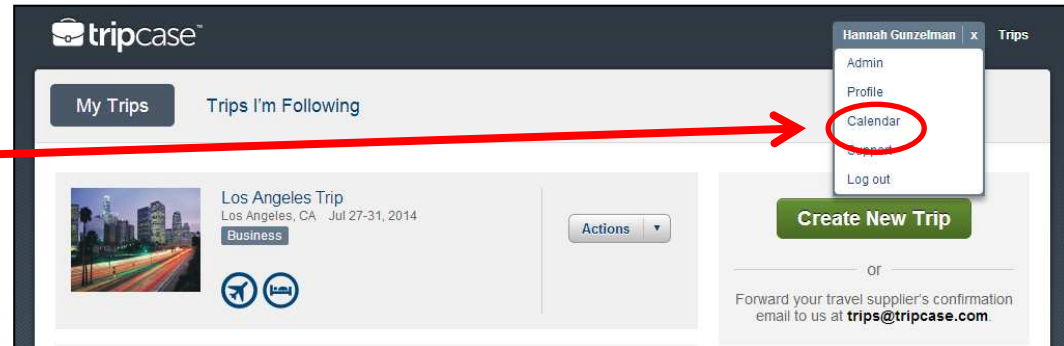 tripcase™
Hannah Gunzelman x Trips
Admin
Profile
Calendar
Support
Log out
My Trips Trips I'm Following
Los Angeles Trip
Los Angeles, CA Jul 27-31, 2014
Business
Actions
Create New Trip
or
Forward your travel supplier's confirmation
email to us at trips@tripcase.com.